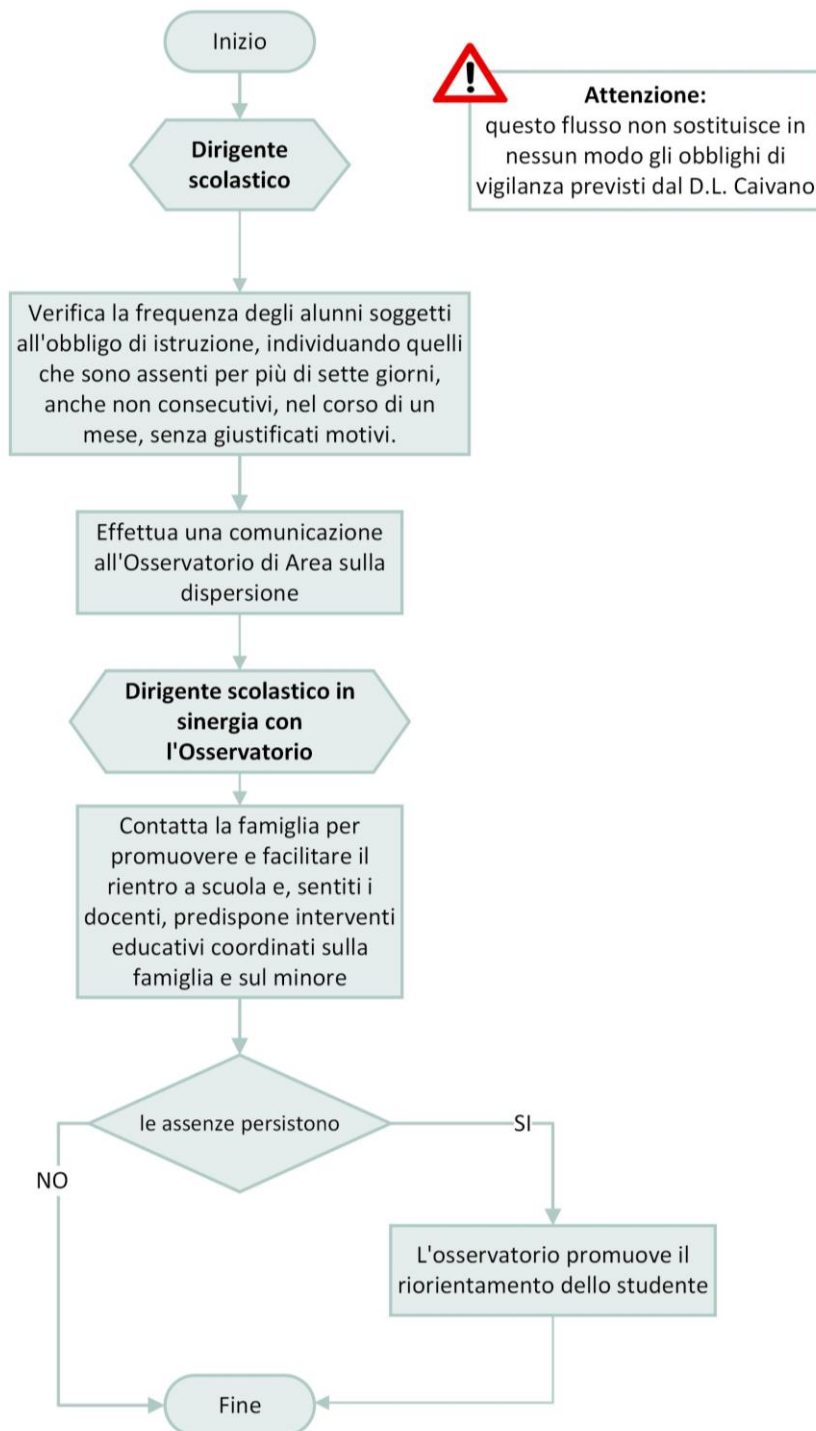 Inizio
Attenzione:
questo flusso non sostituisce in
nessun modo gli obblighi di
vigilanza previsti dal D.L. Caivano
Dirigente
scolastico
Verifica la frequenza degli alunni soggetti
all'obbligo di istruzione, individuando quelli
che sono assenti per più di sette giorni,
anche non consecutivi, nel corso di un
mese, senza giustificati motivi.
Effettua una comunicazione
all'Osservatorio di Area sulla
dispersione
Dirigente scolastico in
sinergia con
l'Osservatorio
Contatta la famiglia per
promuovere e facilitare il
rientro a scuola e, sentiti i
docenti, predispone interventi
educativi coordinati sulla
famiglia e sul minore
le assenze persistono
SI
NO
L'osservatorio promuove il
riorientamento dello studente
Fine